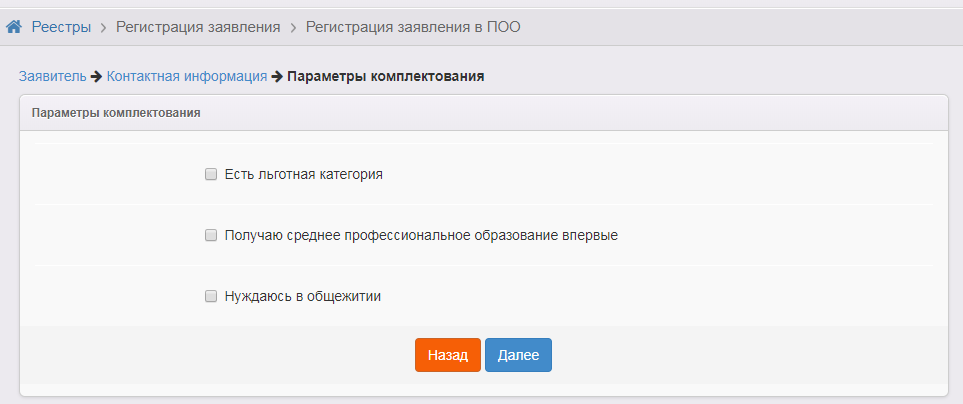 Реестры > Регистрация заявления > Регистрация заявления в ПОО
Заявитель → Контактная информация → Параметры комплектования
Параметры комплектования
Есть льготная категория
Получаю среднее профессиональное образование впервые
Нуждаюсь в общежитии
Назад Далее